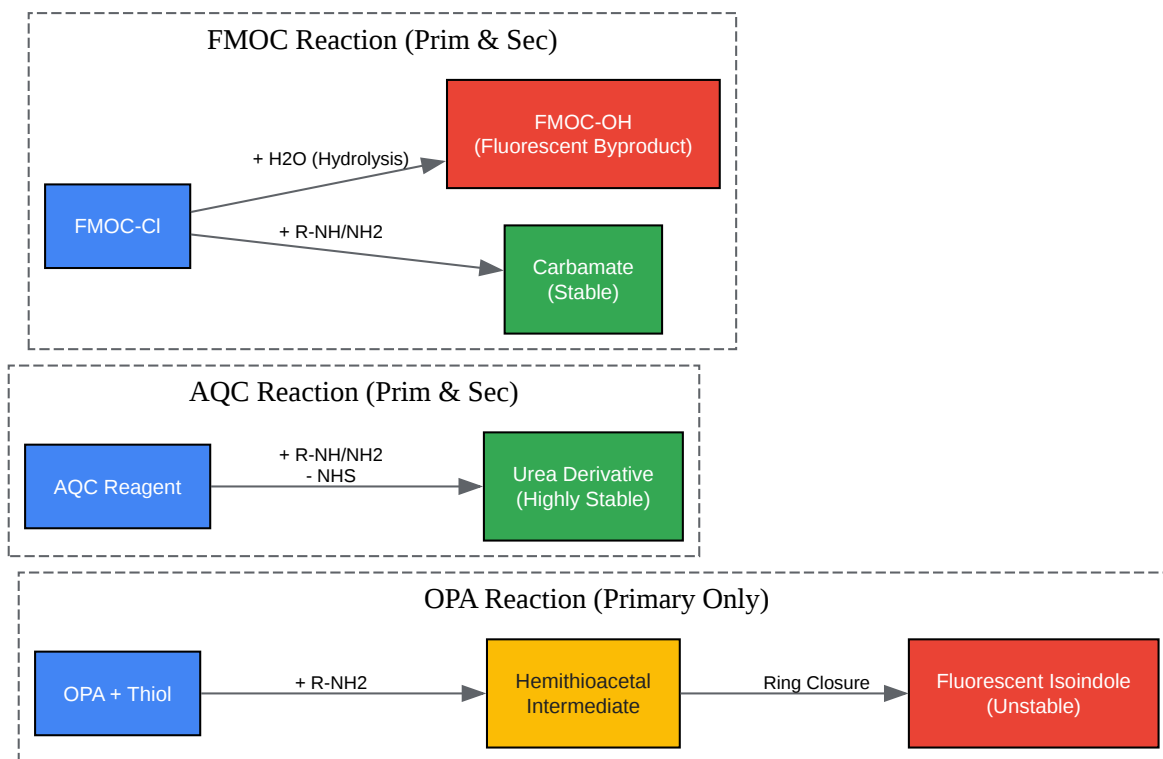 FMOC Reaction (Prim & Sec)
FMOC-OH
(Fluorescent Byproduct)
+ H2O (Hydrolysis)
FMOC-Cl
+ R-NH/NH2
Carbamate
(Stable)
AQC Reaction (Prim & Sec)
AQC Reagent
+ R-NH/NH2
- NHS
Urea Derivative
(Highly Stable)
OPA Reaction (Primary Only)
OPA + Thiol
+ R-NH2
Hemithioacetal
Intermediate
Ring Closure
Fluorescent Isoindole
(Unstable)